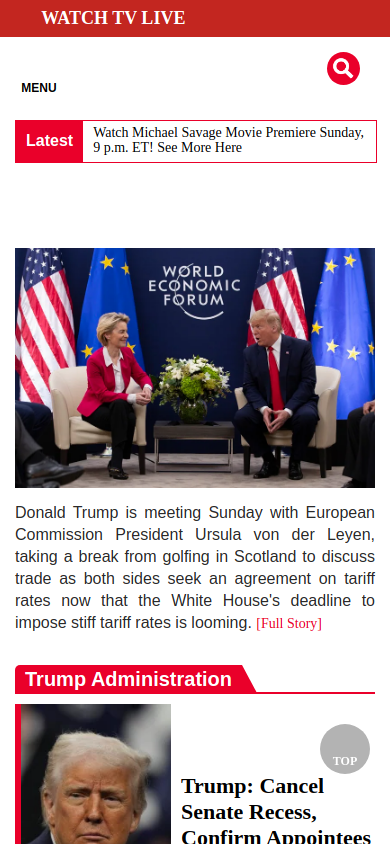 WATCH TV LIVE
MENU
Latest
Watch Michael Savage Movie Premiere Sunday,
9 p.m. ET! See More Here
WORLD
ECONOMIC
FORUM
Donald Trump is meeting Sunday with European
Commission President Ursula von der Leyen,
taking a break from golfing in Scotland to discuss
trade as both sides seek an agreement on tariff
rates now that the White House's deadline to
impose stiff tariff rates is looming. [Full Story]
Trump Administration
TOP
Trump: Cancel
Senate Recess,
Confirm Appointees